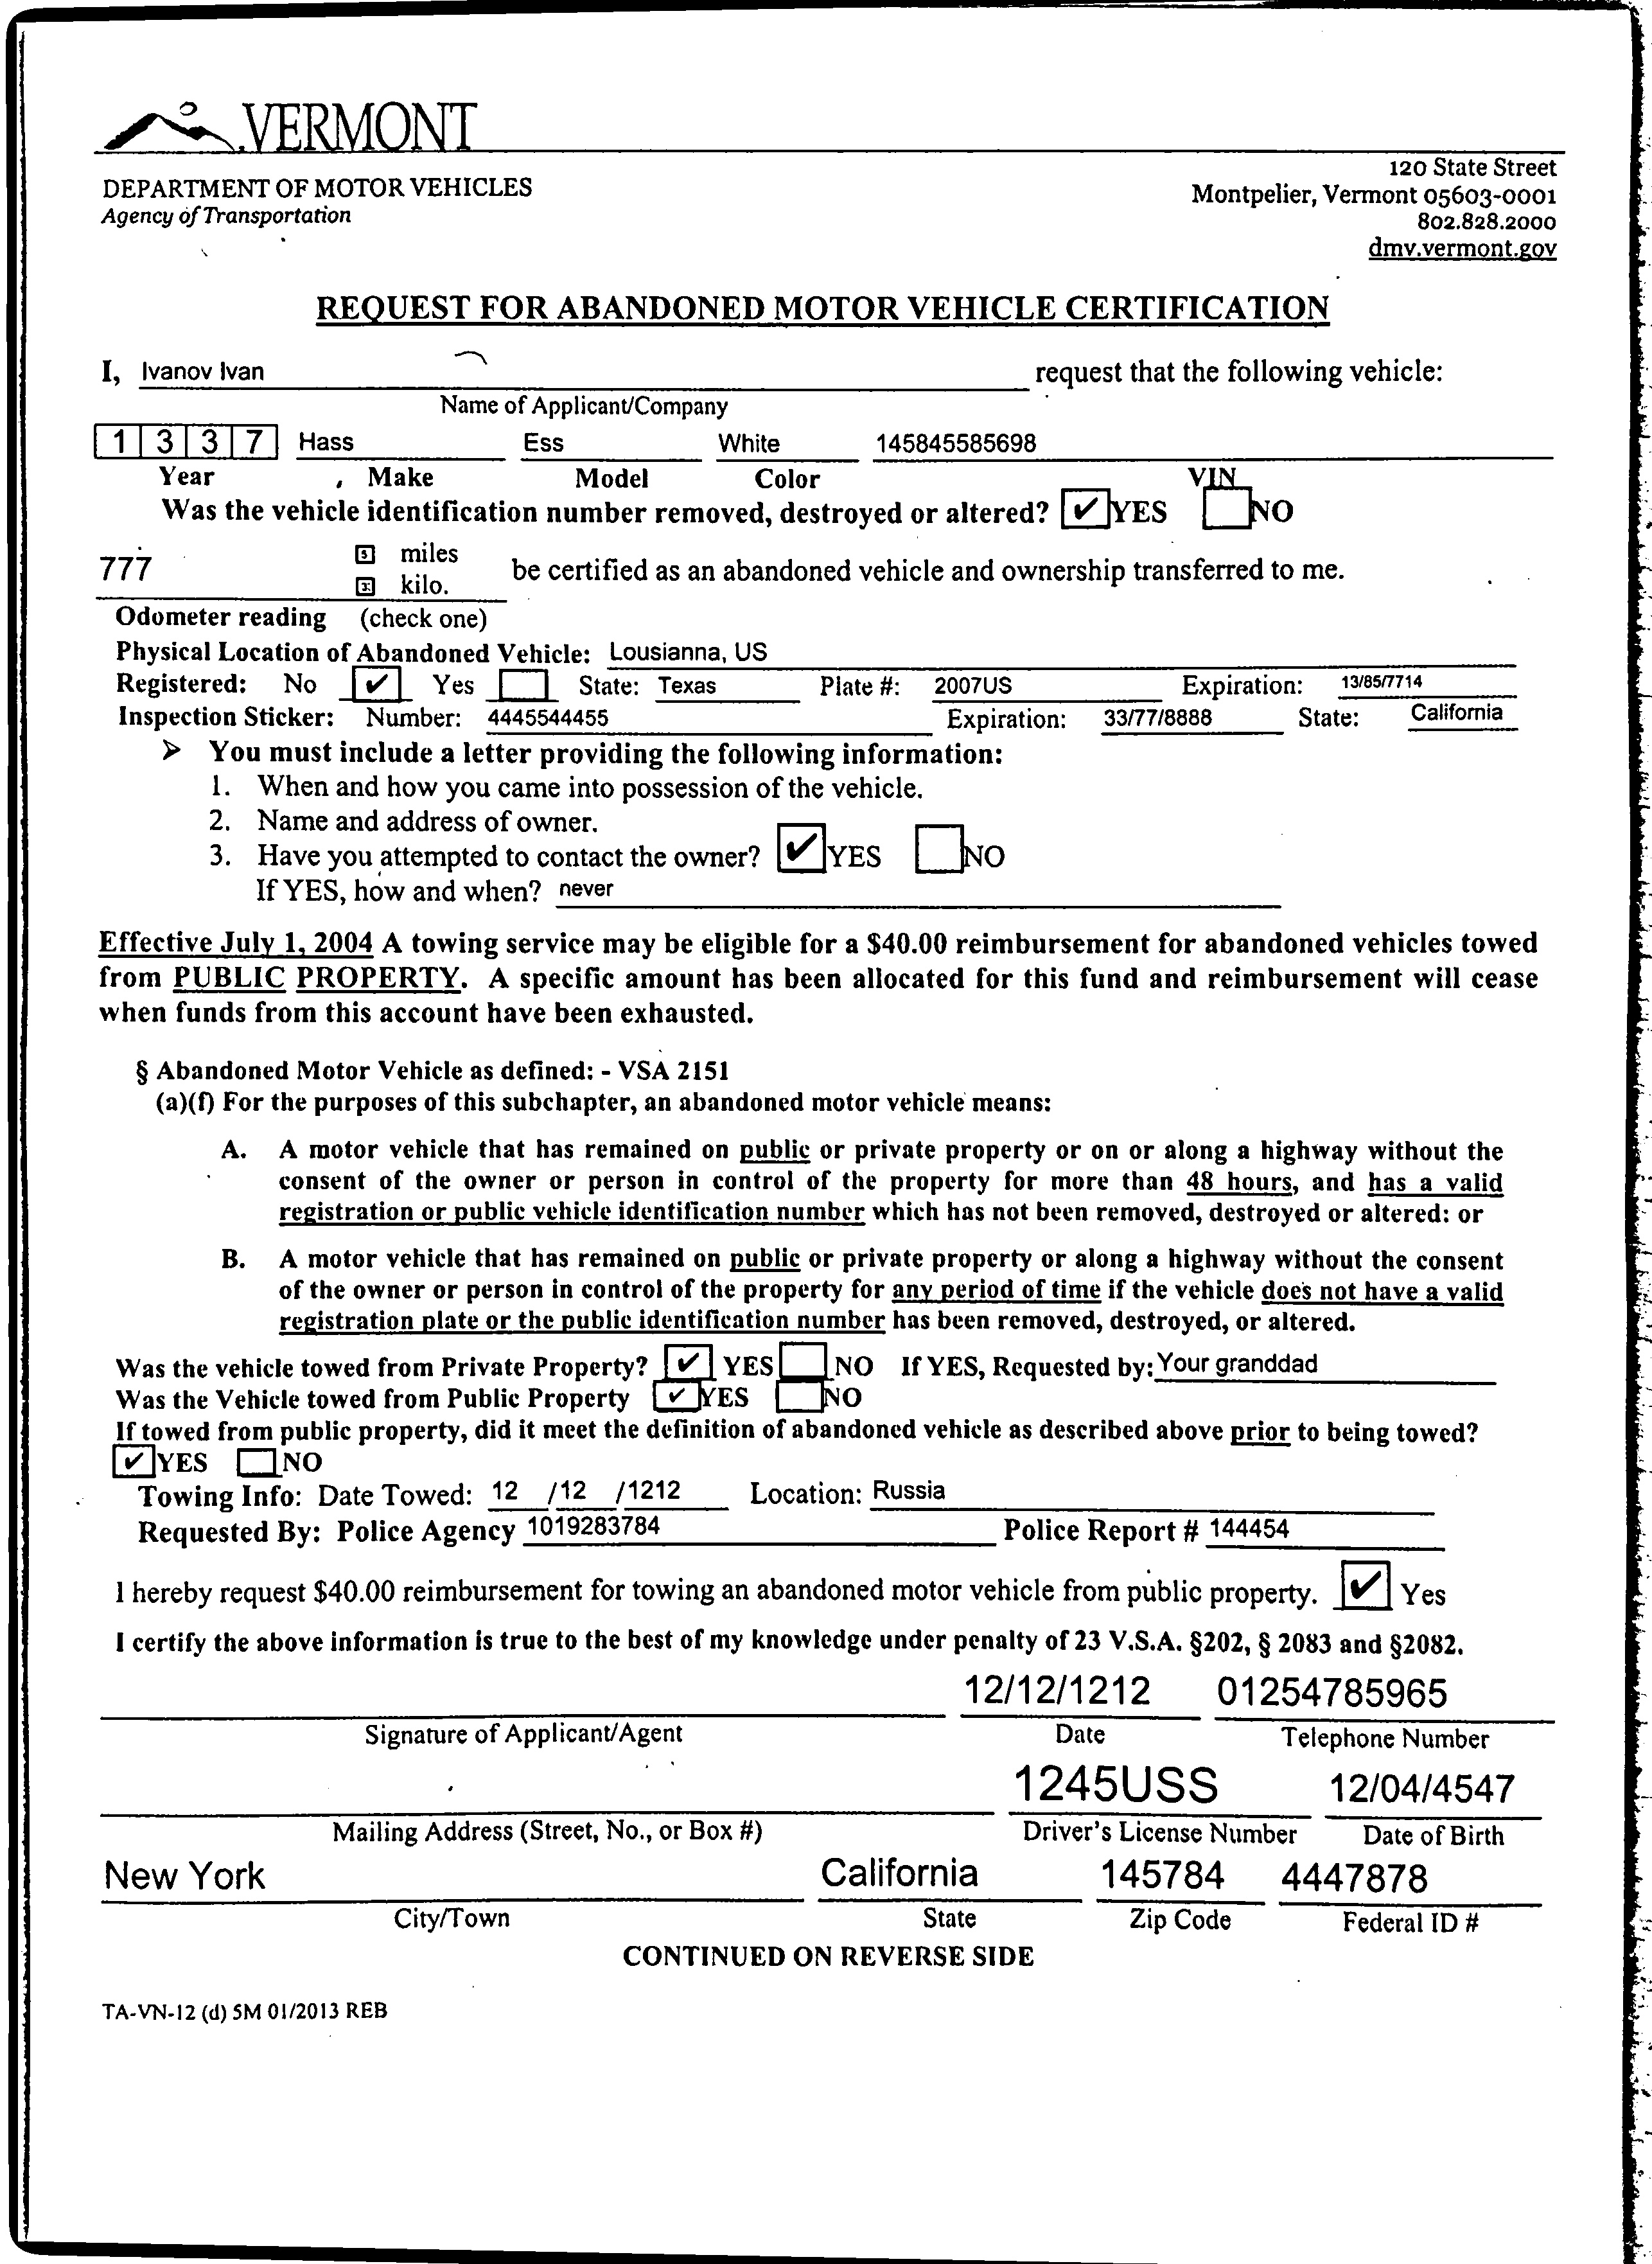 VERMONT
120 State Street
DEPARTMENT OF MOTOR VEHICLES
Montpelier, Vermont 05603-0001
Agency of Transportation
802.828.2000
dmv.vermont.gov
REQUEST FOR ABANDONED MOTOR VEHICLE CERTIFICATION
I, Ivanov Ivan request that the following vehicle:
Name of Applicant/Company
1 3 3 7 Hass Ess White 145845585698
Year Make Model Color VIN
Was the vehicle identification number removed, destroyed or altered? ✔ YES NO
777 miles
kilo. be certified as an abandoned vehicle and ownership transferred to me.
Odometer reading (check one)
Physical Location of Abandoned Vehicle: Lousianna, US
Registered: No ✔ Yes State: Texas Plate #: 2007US Expiration: 13/85/7714
Inspection Sticker: Number: 4445544455 Expiration: 33/77/8888 State: California
➢ You must include a letter providing the following information:
1. When and how you came into possession of the vehicle.
2. Name and address of owner.
3. Have you attempted to contact the owner? ✔ YES NO
If YES, how and when? never
Effective July 1, 2004 A towing service may be eligible for a $40.00 reimbursement for abandoned vehicles towed
from PUBLIC PROPERTY. A specific amount has been allocated for this fund and reimbursement will cease
when funds from this account have been exhausted.
§ Abandoned Motor Vehicle as defined: - VSA 2151
(a)(f) For the purposes of this subchapter, an abandoned motor vehicle means:
A. A motor vehicle that has remained on public or private property or on or along a highway without the
consent of the owner or person in control of the property for more than 48 hours, and has a valid
registration or public vehicle identification number which has not been removed, destroyed or altered: or
B. A motor vehicle that has remained on public or private property or along a highway without the consent
of the owner or person in control of the property for any period of time if the vehicle does not have a valid
registration plate or the public identification number has been removed, destroyed, or altered.
Was the vehicle towed from Private Property? ✔ YES NO If YES, Requested by: Your granddad
Was the Vehicle towed from Public Property ✔ YES NO
If towed from public property, did it meet the definition of abandoned vehicle as described above prior to being towed?
✔ YES NO
Towing Info: Date Towed: 12 /12 /1212 Location: Russia
Requested By: Police Agency 1019283784 Police Report # 144454
I hereby request $40.00 reimbursement for towing an abandoned motor vehicle from public property. ✔ Yes
I certify the above information is true to the best of my knowledge under penalty of 23 V.S.A. §202, § 2083 and §2082.
12/12/1212 01254785965
Signature of Applicant/Agent Date Telephone Number
1245USS 12/04/4547
Mailing Address (Street, No., or Box #) Driver's License Number Date of Birth
New York California 145784 4447878
City/Town State Zip Code Federal ID #
CONTINUED ON REVERSE SIDE
TA-VN-12 (d) 5M 01/2013 REB